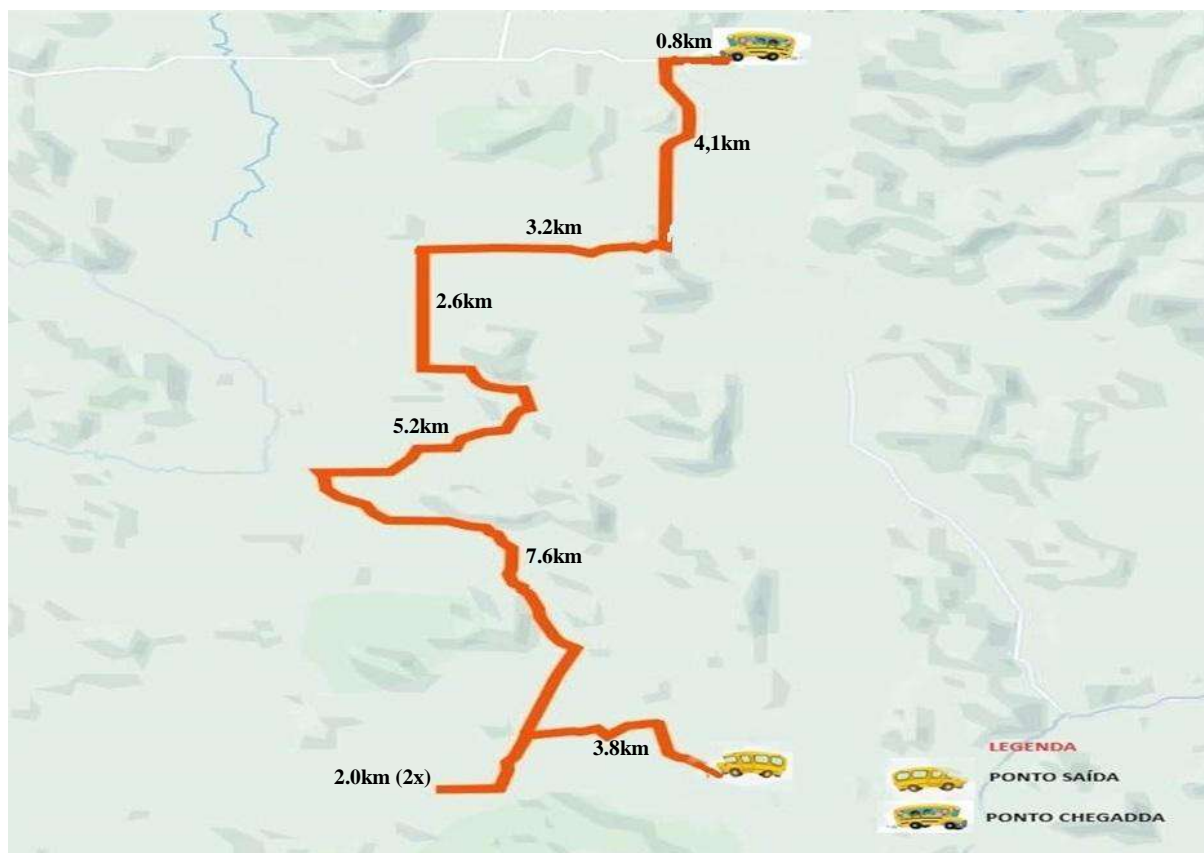 0.8km
4,1km
3.2km
2.6km
5.2km
7.6km
3.8km
2.0km (2x)
LEGENDA
PONTO SAÍDA
PONTO CHEGADDA